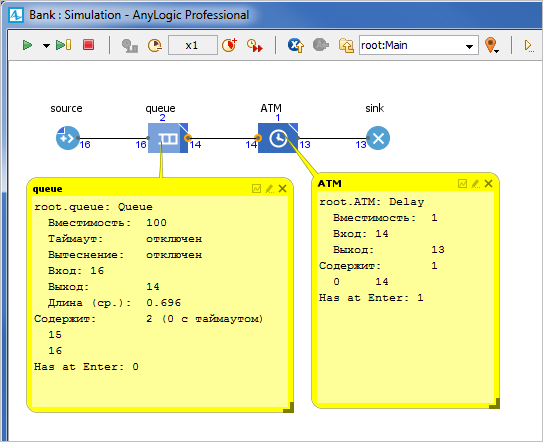 Bank : Simulation - AnyLogic Professional
x1
root:Main
source
queue
ATM
sink
2
1
16
16
14
14
13
13
queue
root.queue: Queue
Вместимость: 100
Таймаут: отключен
Вытеснение: отключен
Вход: 16
Выход: 14
Длина (ср.): 0.696
Содержит: 2 (0 с таймаутом)
15
16
Has at Enter: 0
ATM
root.ATM: Delay
Вместимость: 1
Вход: 14
Выход: 13
Содержит: 1
0 14
Has at Enter: 1